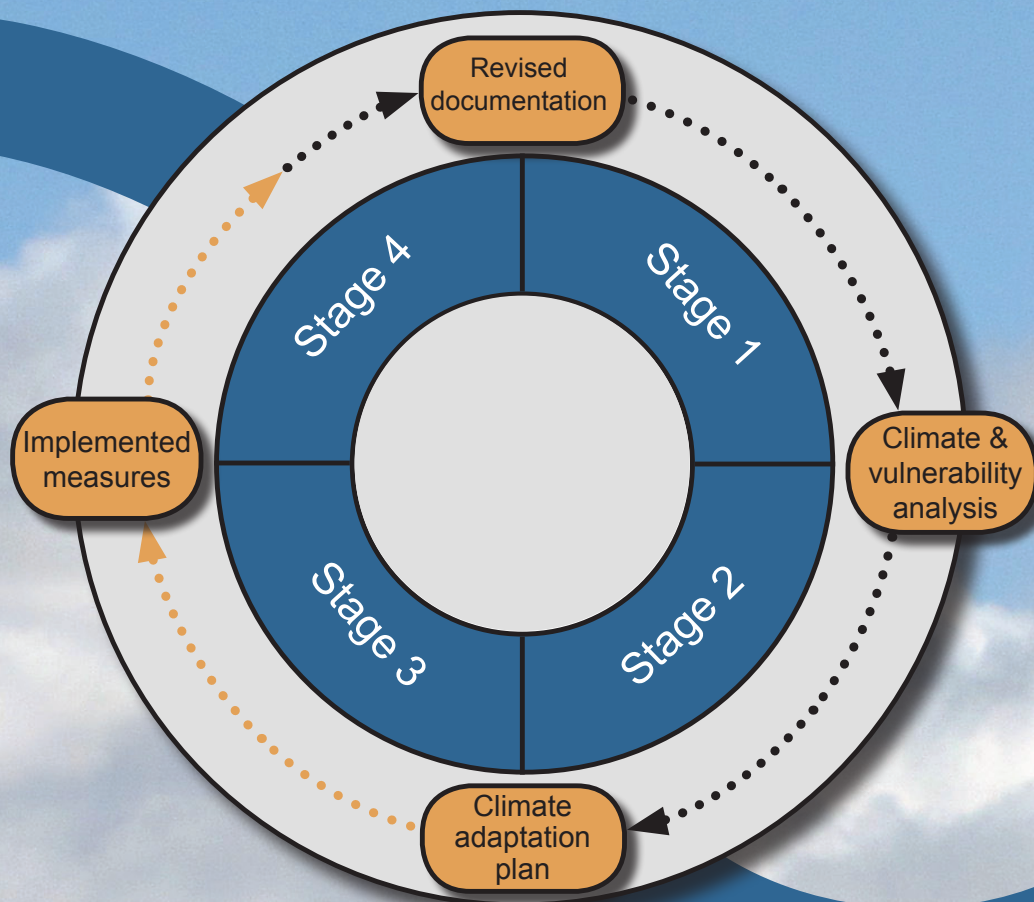 Revised
documentation
Stage 4
Stage 1
Implemented
measures
Climate &
vulnerability
analysis
Stage 3
Stage 2
Climate
adaptation
plan